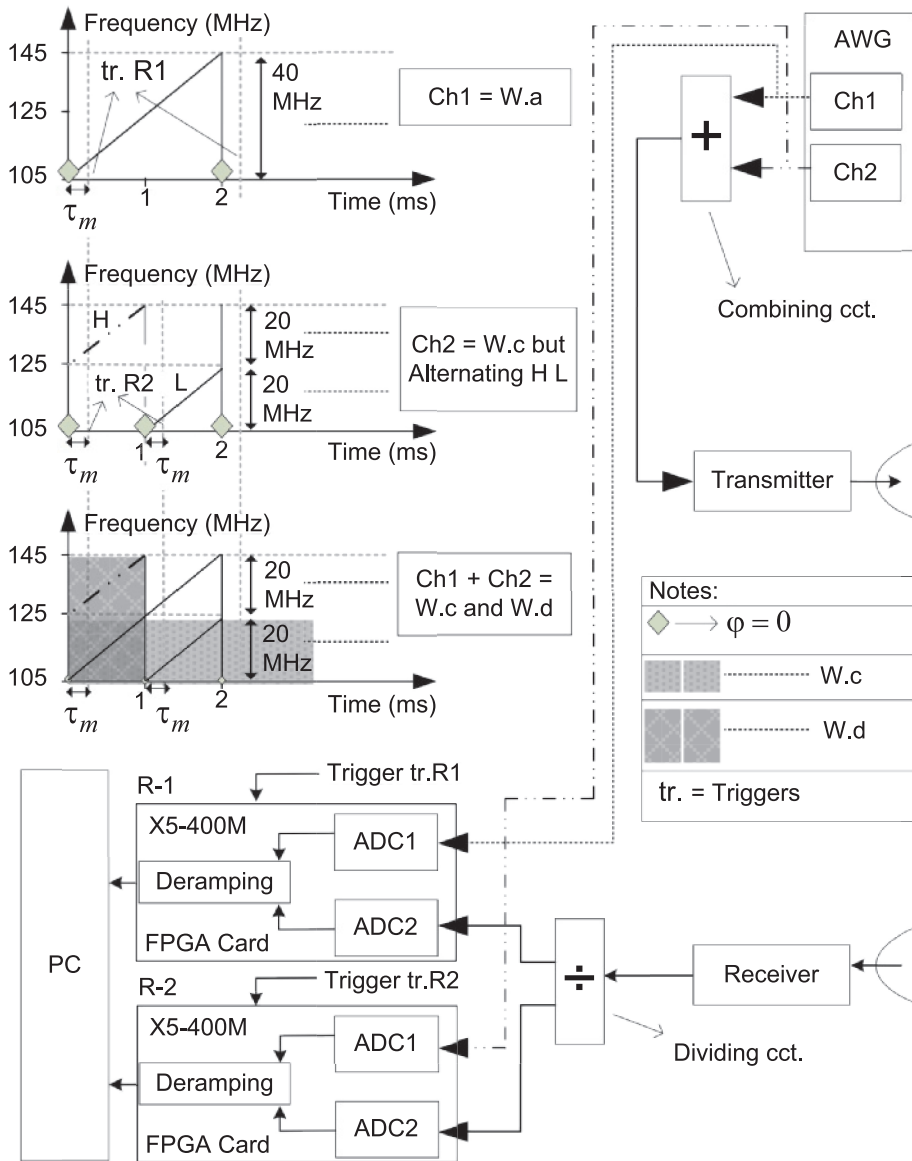 Frequency (MHz)
145
125
105
tr. R1
40
MHz
Ch1 = W.a
1
2
Time (ms)
τm
Frequency (MHz)
145
125
105
H
L
tr. R2
20
MHz
20
MHz
Ch2 = W.c but
Alternating H L
1
2
Time (ms)
τm
τm
Frequency (MHz)
145
125
105
20
MHz
20
MHz
Ch1 + Ch2 =
W.c and W.d
1
2
Time (ms)
τm
τm
AWG
Ch1
Ch2
+
Combining cct.
Transmitter
Notes:
φ = 0
W.c
W.d
tr. = Triggers
PC
R-1
Trigger tr.R1
X5-400M
ADC1
Deramping
ADC2
FPGA Card
R-2
Trigger tr.R2
X5-400M
ADC1
Deramping
ADC2
FPGA Card
÷
Receiver
Dividing cct.